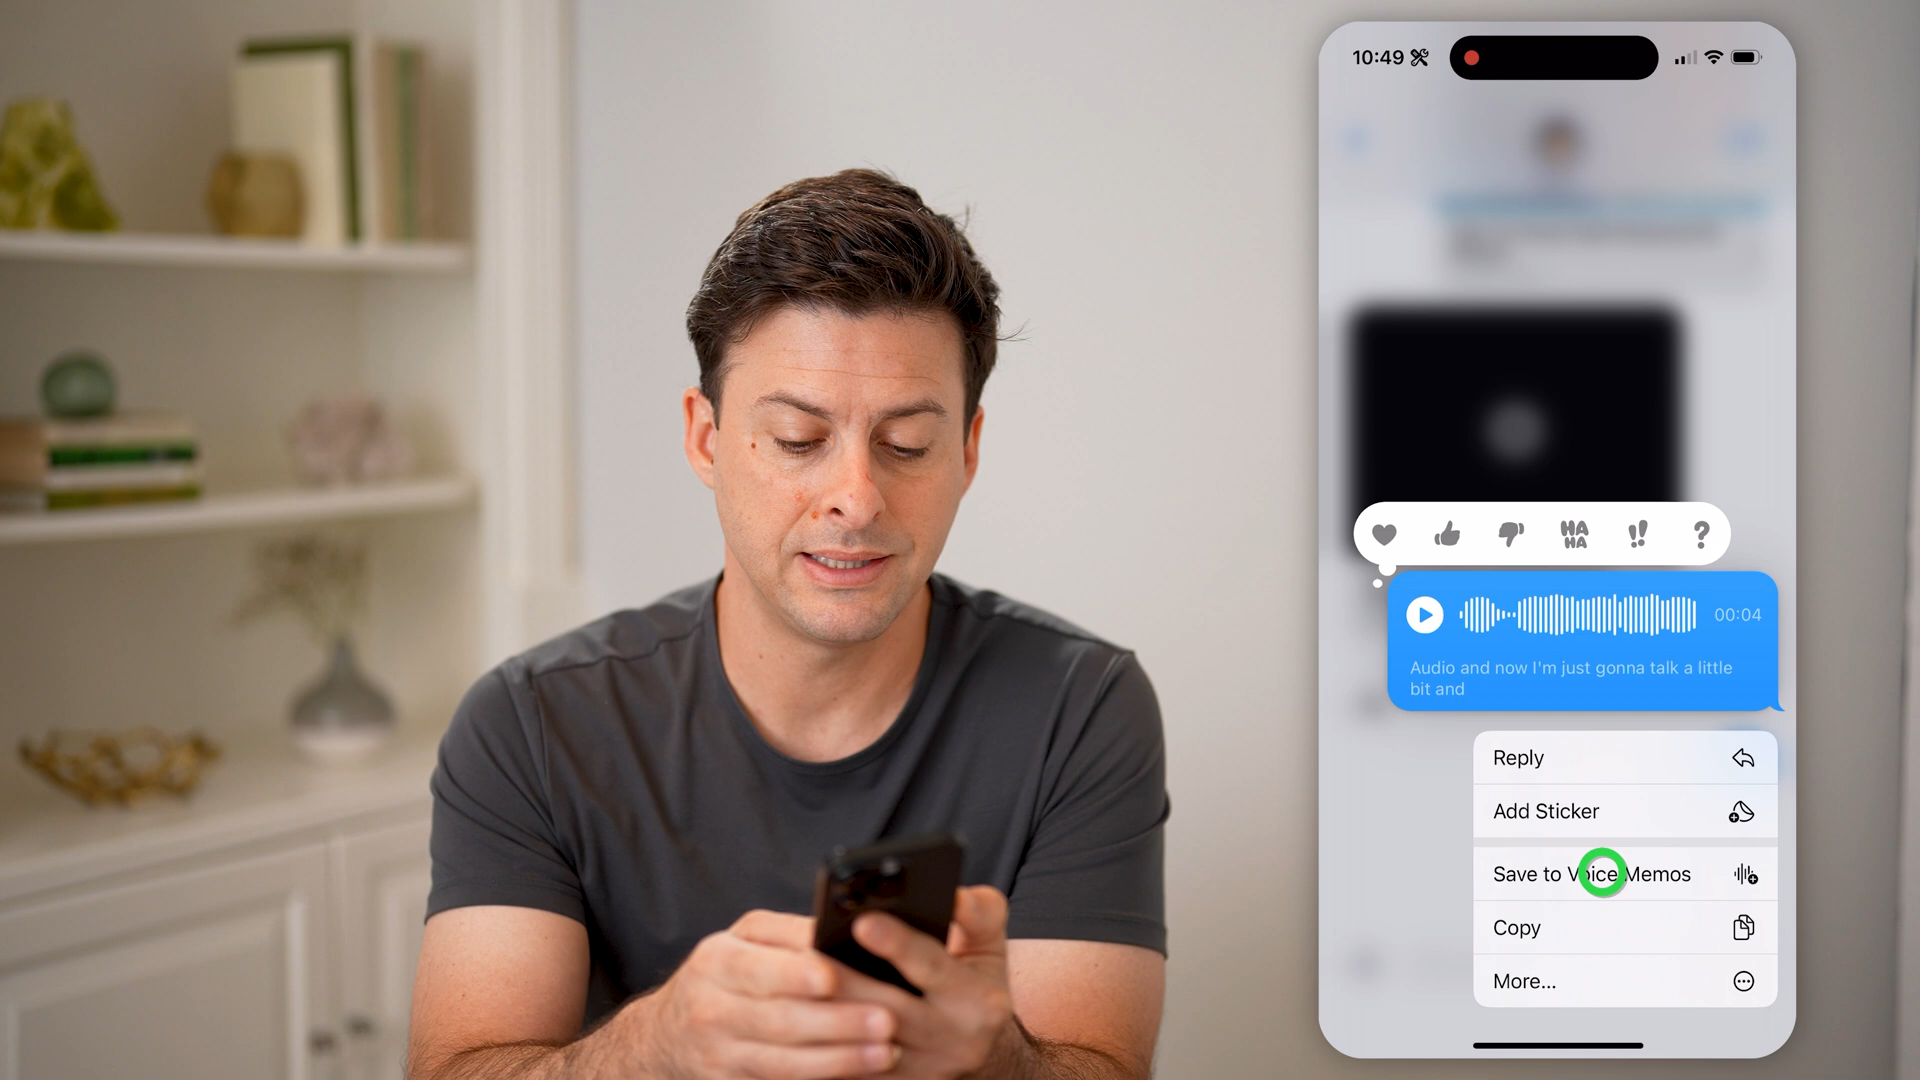 10:49
HA
HA
!!
?
00:04
Audio and now I'm just gonna talk a little
bit and
Reply
Add Sticker
Save to Voice Memos
Copy
More...